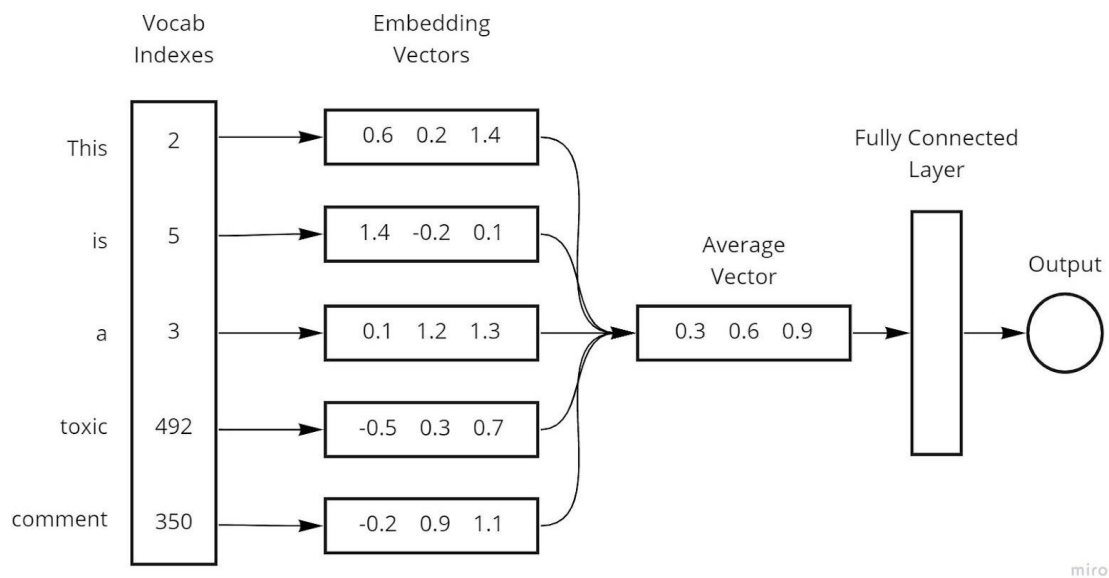 Vocab
Indexes
Embedding
Vectors
This 2 0.6 0.2 1.4
is 5 1.4 -0.2 0.1
a 3 0.1 1.2 1.3
toxic 492 -0.5 0.3 0.7
comment 350 -0.2 0.9 1.1
Average
Vector
0.3 0.6 0.9
Fully Connected
Layer
Output
miro